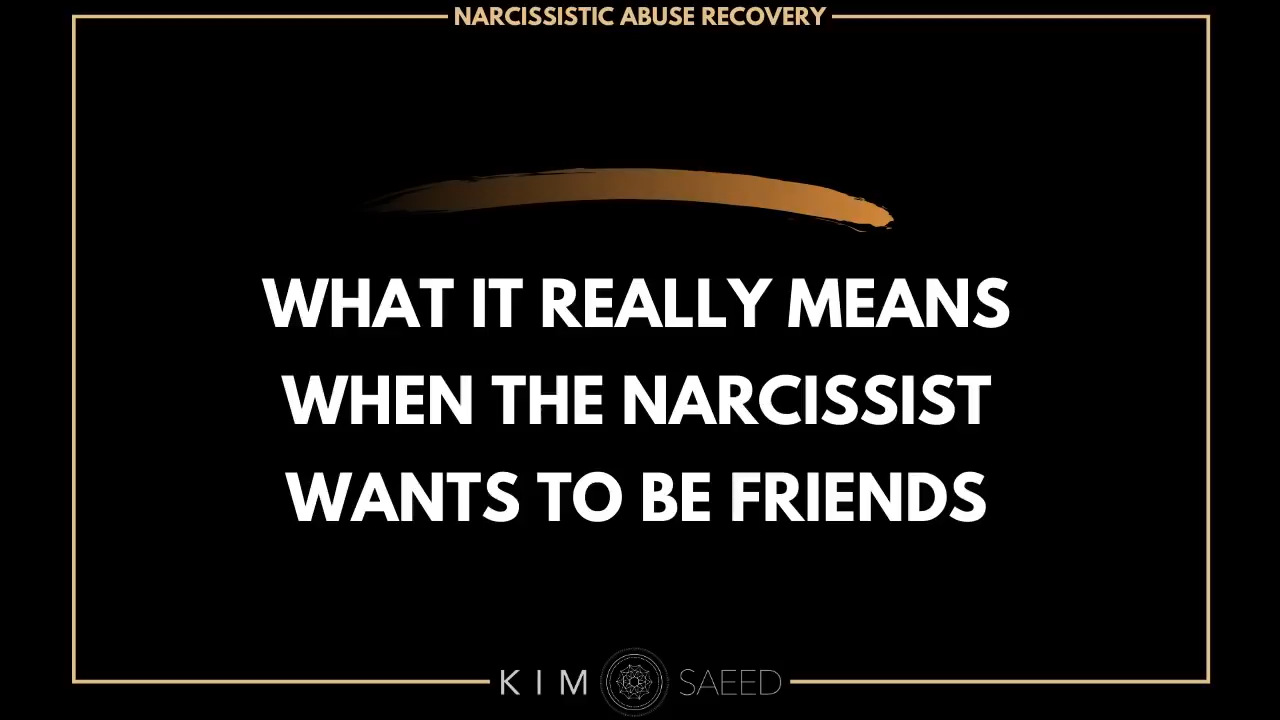 NARCISSISTIC ABUSE RECOVERY
WHAT IT REALLY MEANS
WHEN THE NARCISSIST
WANTS TO BE FRIENDS
KIM SAEED